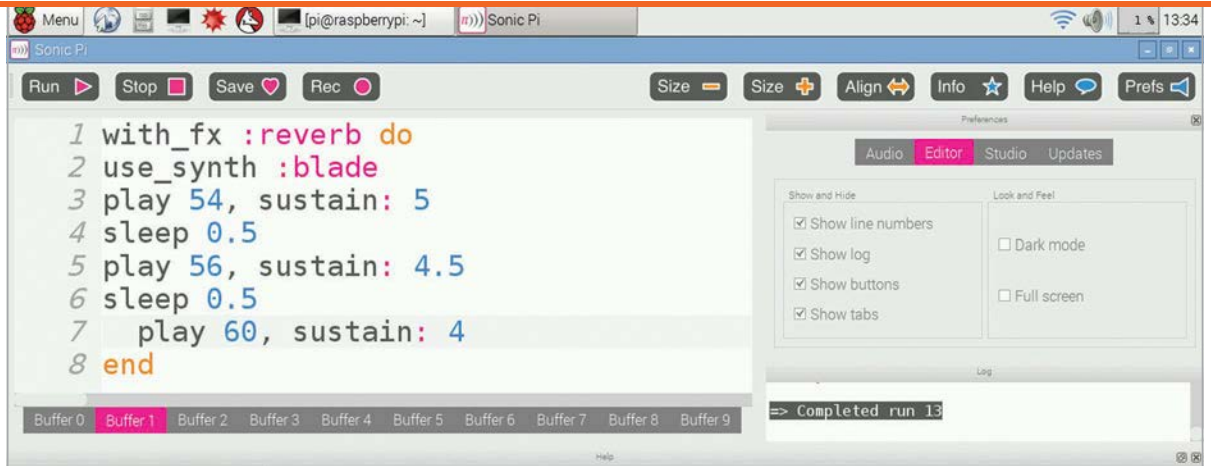 Menu [pi@raspberrypi: ~] Sonic Pi 1 % 13:34
Sonic Pi
Run Stop Save Rec Size Size Align Info Help Prefs
Preferences
Audio Editor Studio Updates
1 with_fx :reverb do
2 use_synth :blade
3 play 54, sustain: 5
4 sleep 0.5
5 play 56, sustain: 4.5
6 sleep 0.5
7 play 60, sustain: 4
8 end
Show and Hide
Show line numbers
Show log
Show buttons
Show tabs
Look and Feel
Dark mode
Full screen
Log
=> Completed run 13
Buffer 0 Buffer 1 Buffer 2 Buffer 3 Buffer 4 Buffer 5 Buffer 6 Buffer 7 Buffer 8 Buffer 9
Help